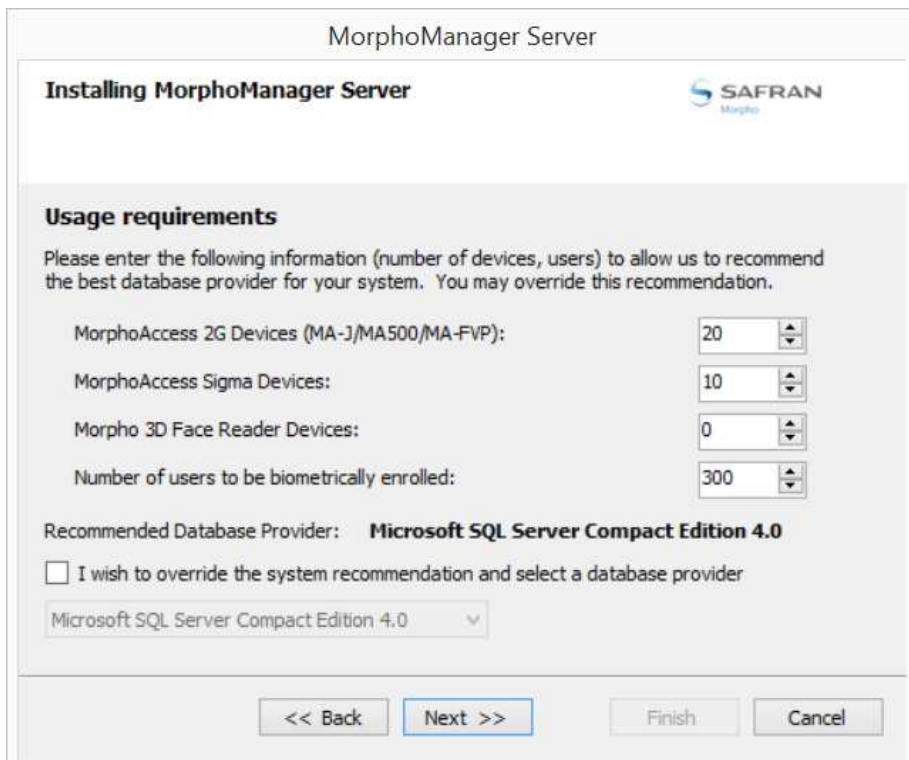 MorphoManager Server
Installing MorphoManager Server
SAFRAN
Morpho
Usage requirements
Please enter the following information (number of devices, users) to allow us to recommend
the best database provider for your system.  You may override this recommendation.
MorphoAccess 2G Devices (MA-J/MA500/MA-FVP): 20
MorphoAccess Sigma Devices: 10
Morpho 3D Face Reader Devices: 0
Number of users to be biometrically enrolled: 300
Recommended Database Provider: Microsoft SQL Server Compact Edition 4.0
I wish to override the system recommendation and select a database provider
Microsoft SQL Server Compact Edition 4.0
<< Back Next >> Finish Cancel